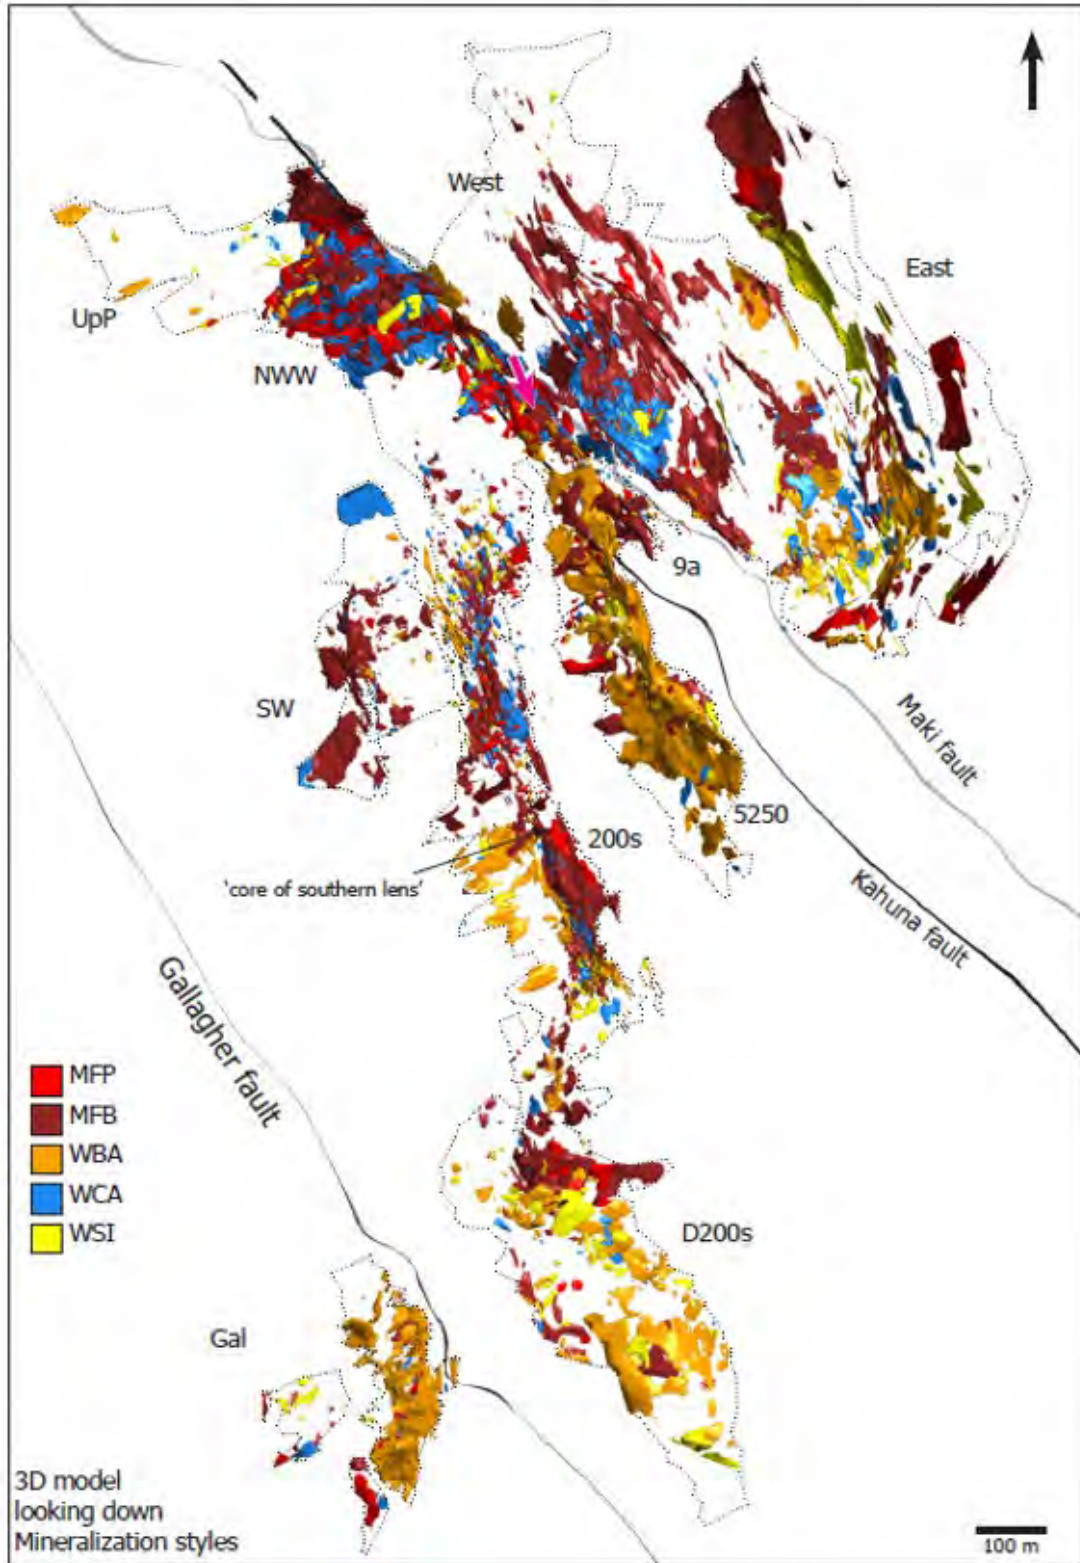 West
East
UpP
NWW
9a
SW
Maki fault
5250
200s
'core of southern lens'
Kahuna fault
Gallagher fault
MFP
MFB
WBA
WCA
WSI
D200s
Gal
3D model
looking down
Mineralization styles
100 m